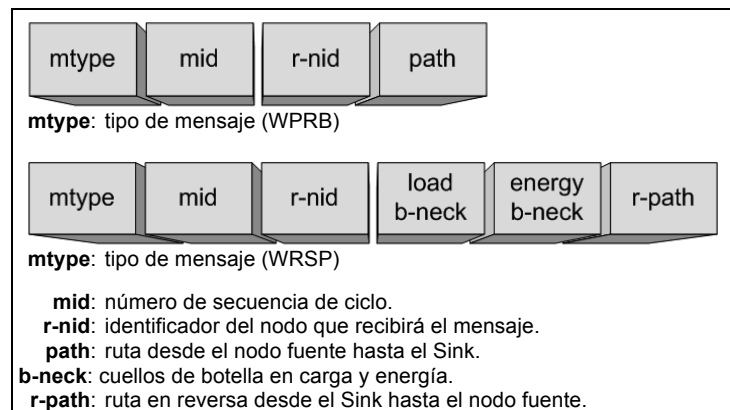 mtype mid r-nid path
mtype: tipo de mensaje (WPRB)
mtype mid r-nid load b-neck energy b-neck r-path
mtype: tipo de mensaje (WRSP)
mid: número de secuencia de ciclo.
r-nid: identificador del nodo que recibirá el mensaje.
path: ruta desde el nodo fuente hasta el Sink.
b-neck: cuellos de botella en carga y energía.
r-path: ruta en reversa desde el Sink hasta el nodo fuente.